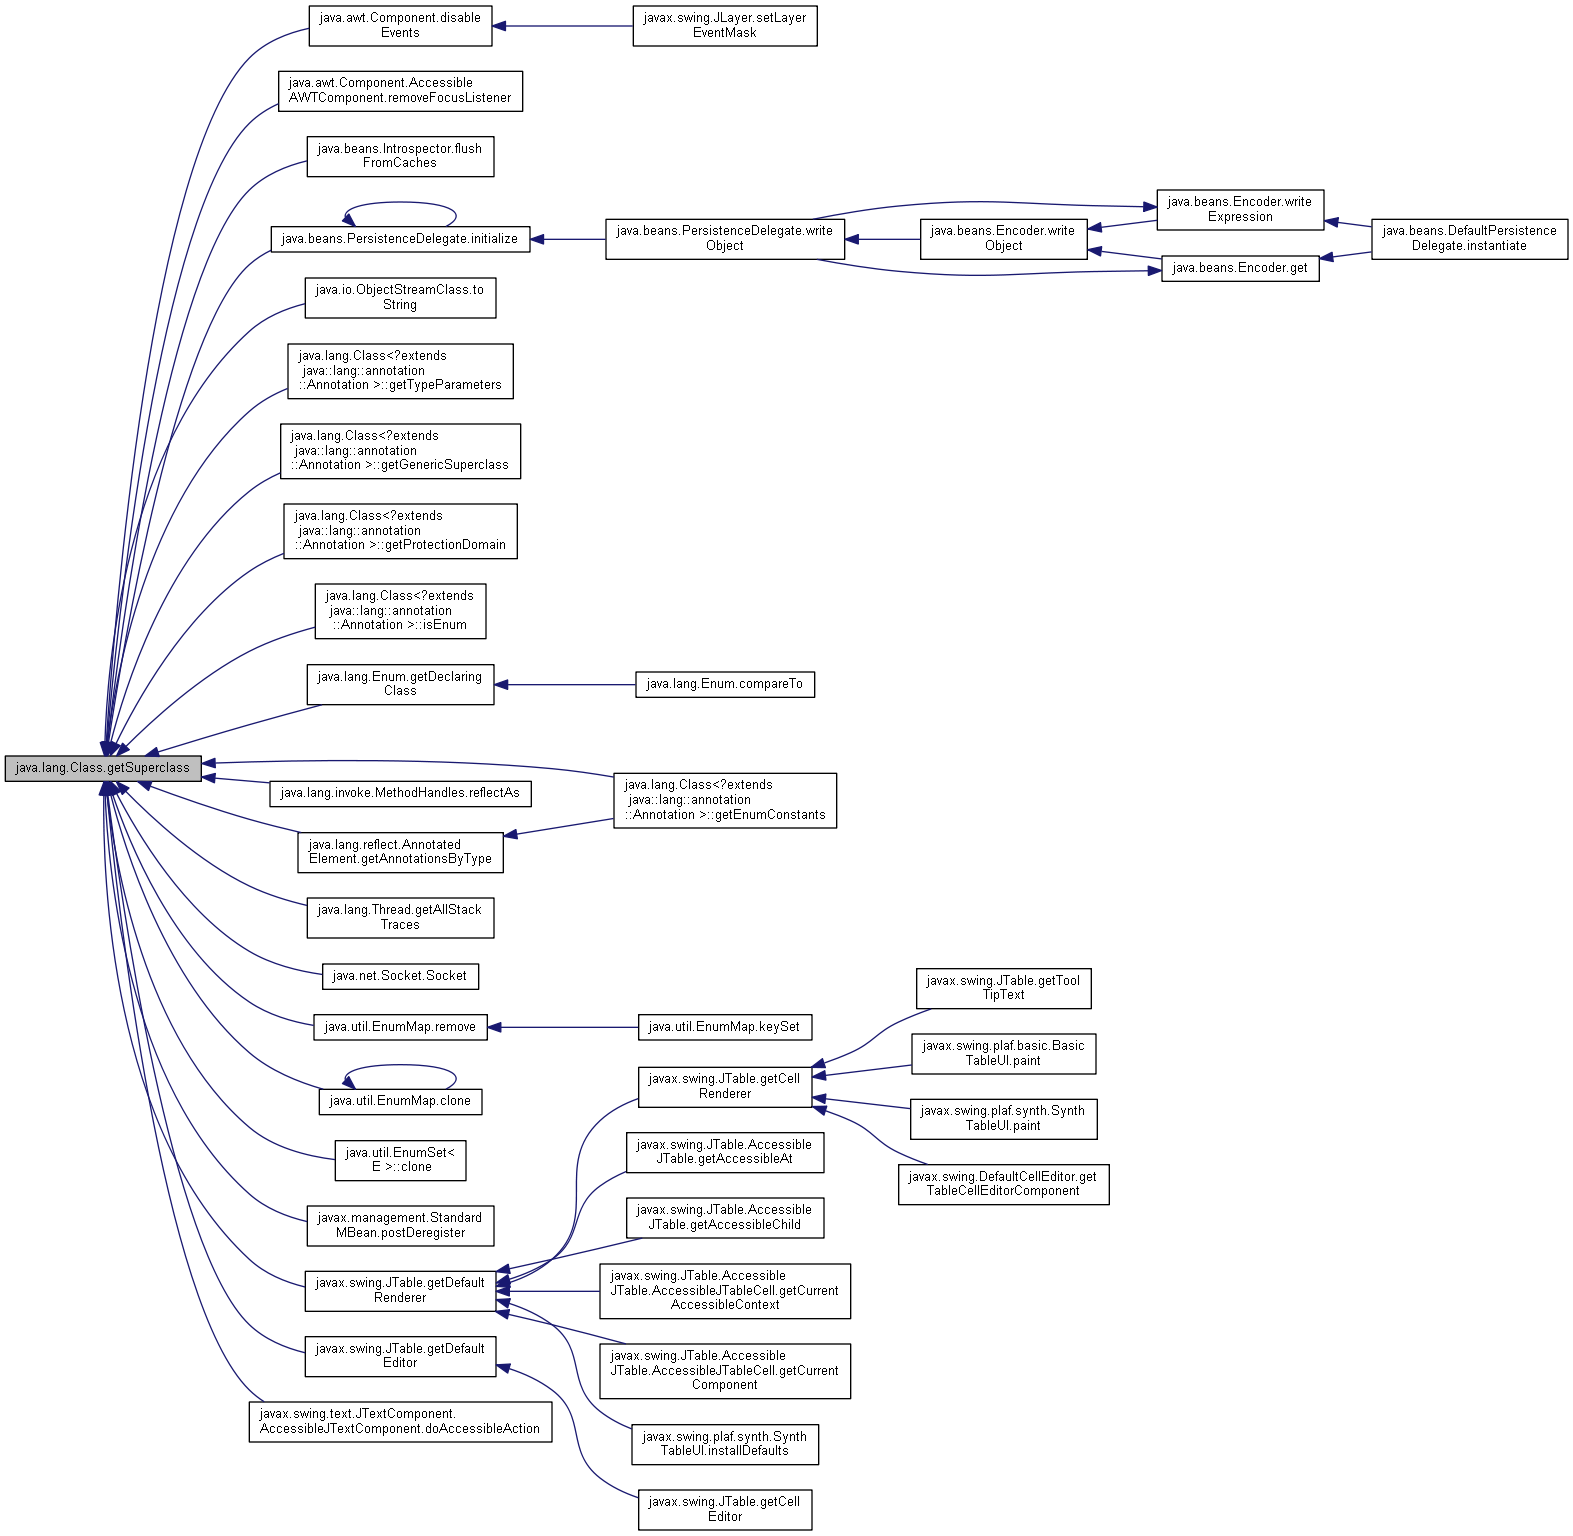 java.awt.Component.disable
Events
javax.swing.JLayer.setLayer
EventMask
java.awt.Component.Accessible
AWTComponent.removeFocusListener
java.beans.Introspector.flush
FromCaches
java.beans.PersistenceDelegate.initialize
java.beans.PersistenceDelegate.write
Object
java.beans.Encoder.write
Object
java.beans.Encoder.write
Expression
java.beans.Encoder.get
java.beans.DefaultPersistence
Delegate.instantiate
java.io.ObjectStreamClass.to
String
java.lang.Class<?extends
java::lang::annotation
::Annotation >::getTypeParameters
java.lang.Class<?extends
java::lang::annotation
::Annotation >::getGenericSuperclass
java.lang.Class<?extends
java::lang::annotation
::Annotation >::getProtectionDomain
java.lang.Class<?extends
java::lang::annotation
::Annotation >::isEnum
java.lang.Enum.getDeclaring
Class
java.lang.Enum.compareTo
java.lang.Class.getSuperclass
java.lang.invoke.MethodHandles.reflectAs
java.lang.Class<?extends
java::lang::annotation
::Annotation >::getEnumConstants
java.lang.reflect.Annotated
Element.getAnnotationsByType
java.lang.Thread.getAllStack
Traces
java.net.Socket.Socket
java.util.EnumMap.remove
java.util.EnumMap.keySet
java.util.EnumMap.clone
java.util.EnumSet<
E >::clone
javax.management.Standard
MBean.postDeregister
javax.swing.JTable.getDefault
Renderer
javax.swing.JTable.getCell
Renderer
javax.swing.JTable.getTool
TipText
javax.swing.plaf.basic.Basic
TableUI.paint
javax.swing.plaf.synth.Synth
TableUI.paint
javax.swing.DefaultCellEditor.get
TableCellEditorComponent
javax.swing.JTable.Accessible
JTable.getAccessibleAt
javax.swing.JTable.Accessible
JTable.getAccessibleChild
javax.swing.JTable.Accessible
JTable.AccessibleJTableCell.getCurrent
AccessibleContext
javax.swing.JTable.Accessible
JTable.AccessibleJTableCell.getCurrent
Component
javax.swing.plaf.synth.Synth
TableUI.installDefaults
javax.swing.JTable.getDefault
Editor
javax.swing.JTable.getCell
Editor
javax.swing.text.JTextComponent.
AccessibleJTextComponent.doAccessibleAction